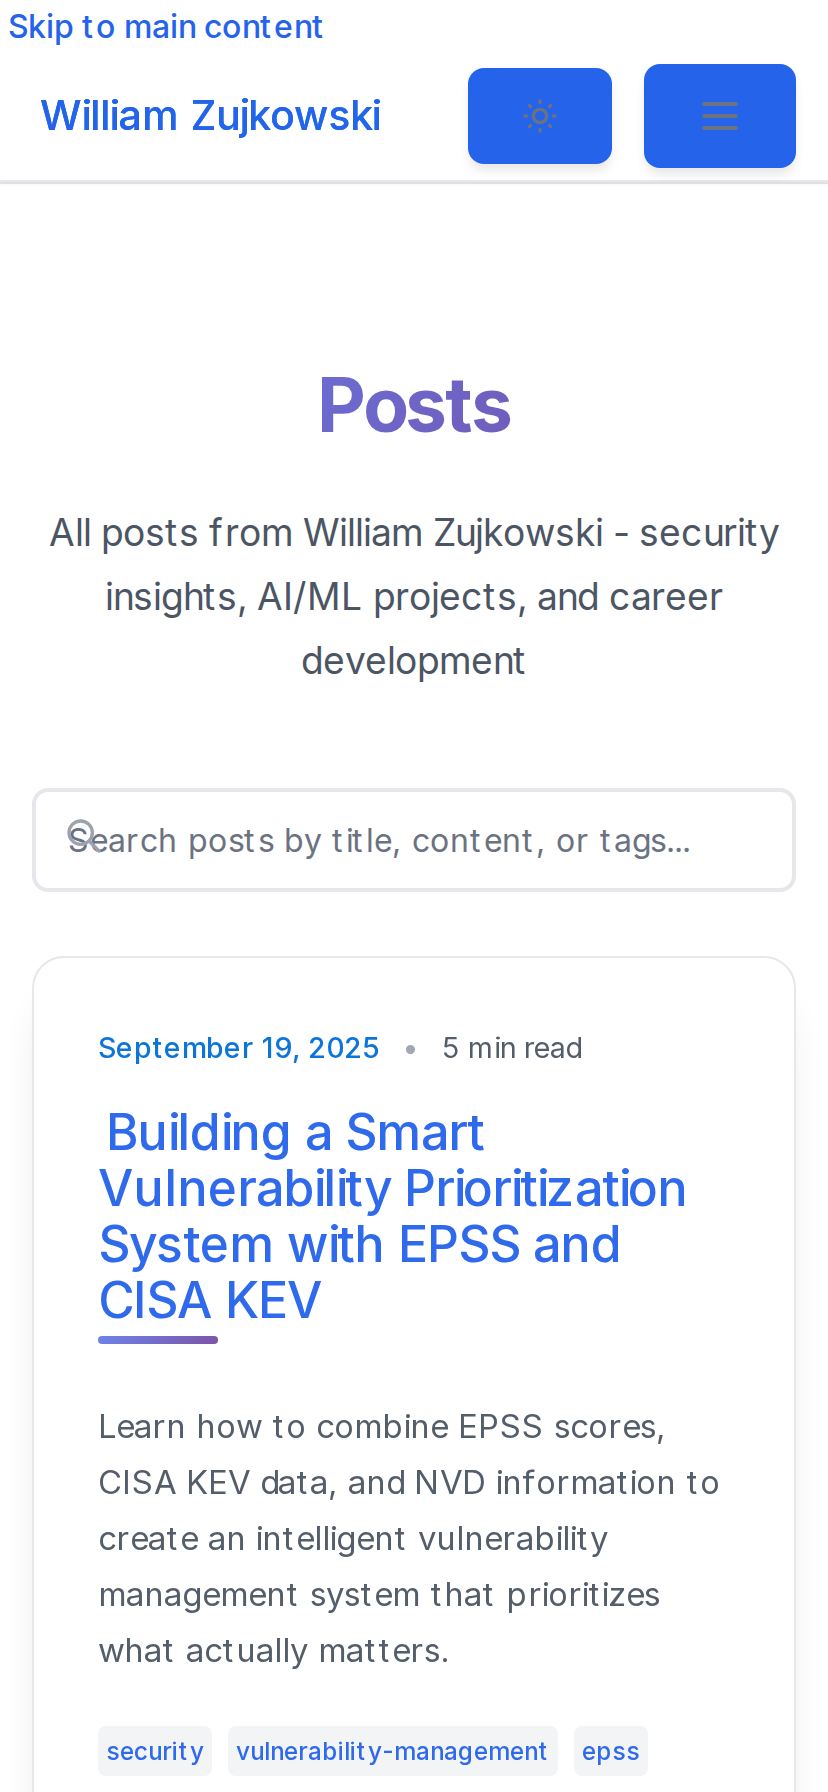 Skip to main content
William Zujkowski
Posts
All posts from William Zujkowski - security
insights, AI/ML projects, and career
development
Search posts by title, content, or tags...
September 19, 2025 • 5 min read
Building a Smart
Vulnerability Prioritization
System with EPSS and
CISA KEV
Learn how to combine EPSS scores,
CISA KEV data, and NVD information to
create an intelligent vulnerability
management system that prioritizes
what actually matters.
security vulnerability-management epss